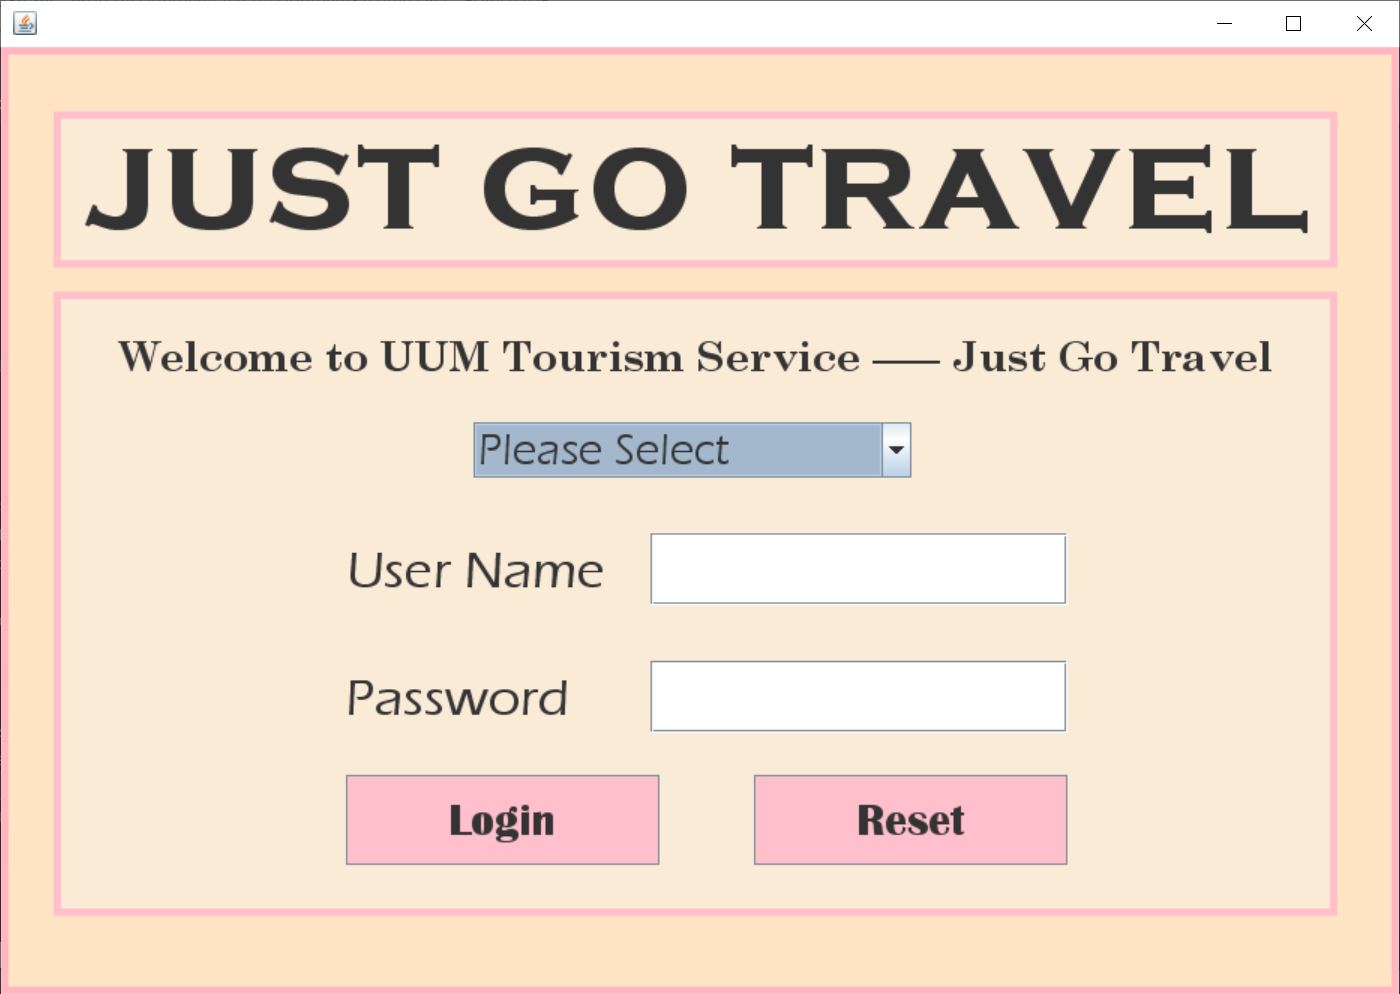 JUST GO TRAVEL
Welcome to UUM Tourism Service —— Just Go Travel
Please Select
User Name
Password
Login
Reset